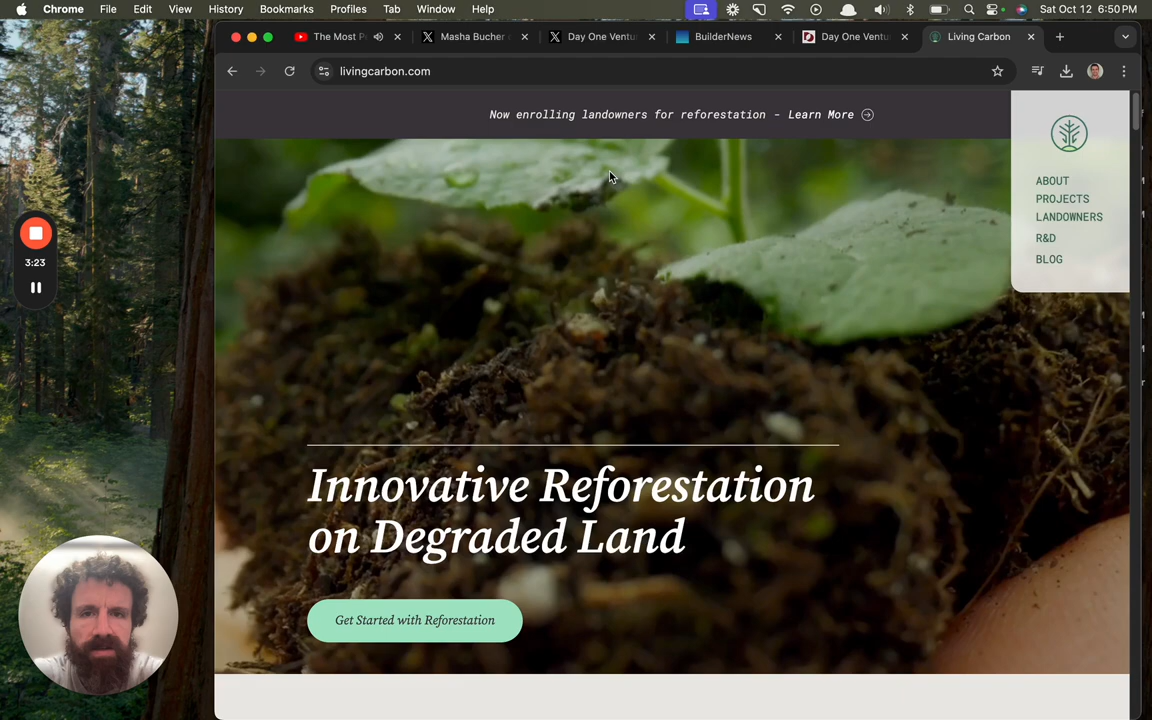 Chrome File Edit View History Bookmarks Profiles Tab Window Help
Sat Oct 12 6:50 PM
The Most P
Masha Bucher
Day One Ventu
BuilderNews
Day One Ventu
Living Carbon
livingcarbon.com
Now enrolling landowners for reforestation - Learn More
ABOUT
PROJECTS
LANDOWNERS
R&D
BLOG
3:23
Innovative Reforestation
on Degraded Land
Get Started with Reforestation